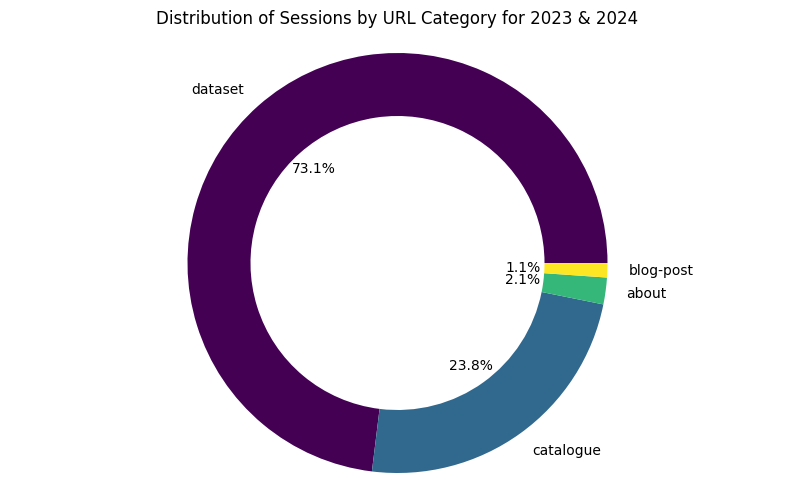 Distribution of Sessions by URL Category for 2023 & 2024
dataset
73.1%
1.1%
blog-post
2.1%
about
23.8%
catalogue